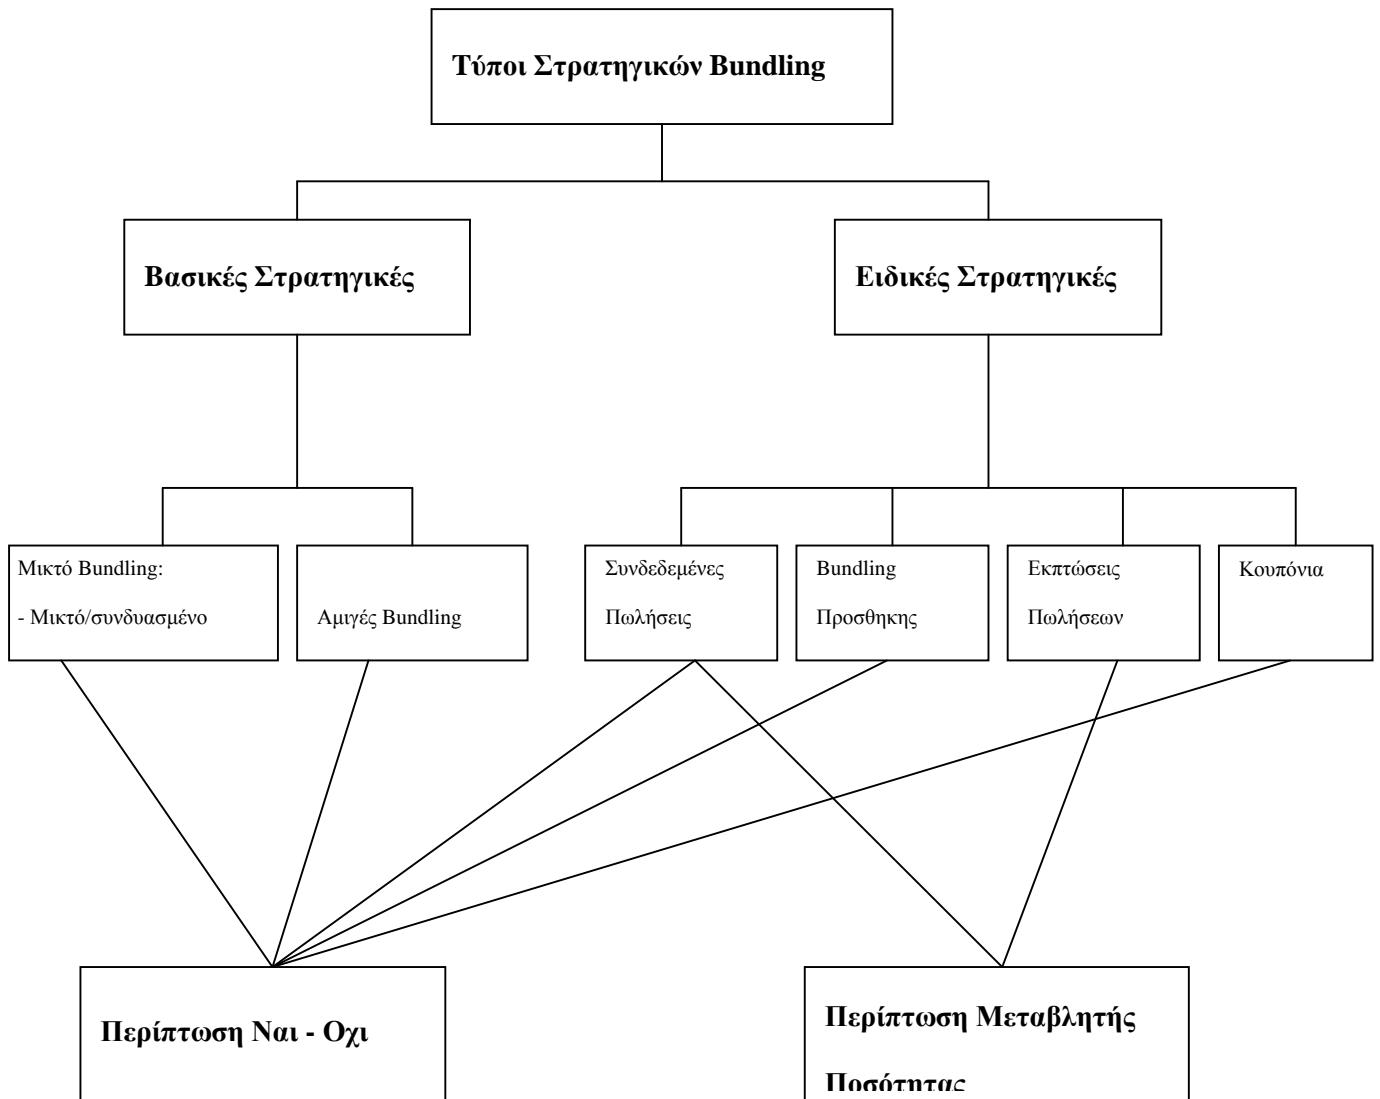 Τύποι Στρατηγικών Bundling
Βασικές Στρατηγικές
Ειδικές Στρατηγικές
Μικτό Bundling:
- Μικτό/συνδυασμένο
Αμιγές Bundling
Συνδεδεμένες
Πωλήσεις
Bundling
Προσθηκης
Εκπτώσεις
Πωλήσεων
Κουπόνια
Περίπτωση Ναι - Οχι
Περίπτωση Μεταβλητής
Ποσότητας